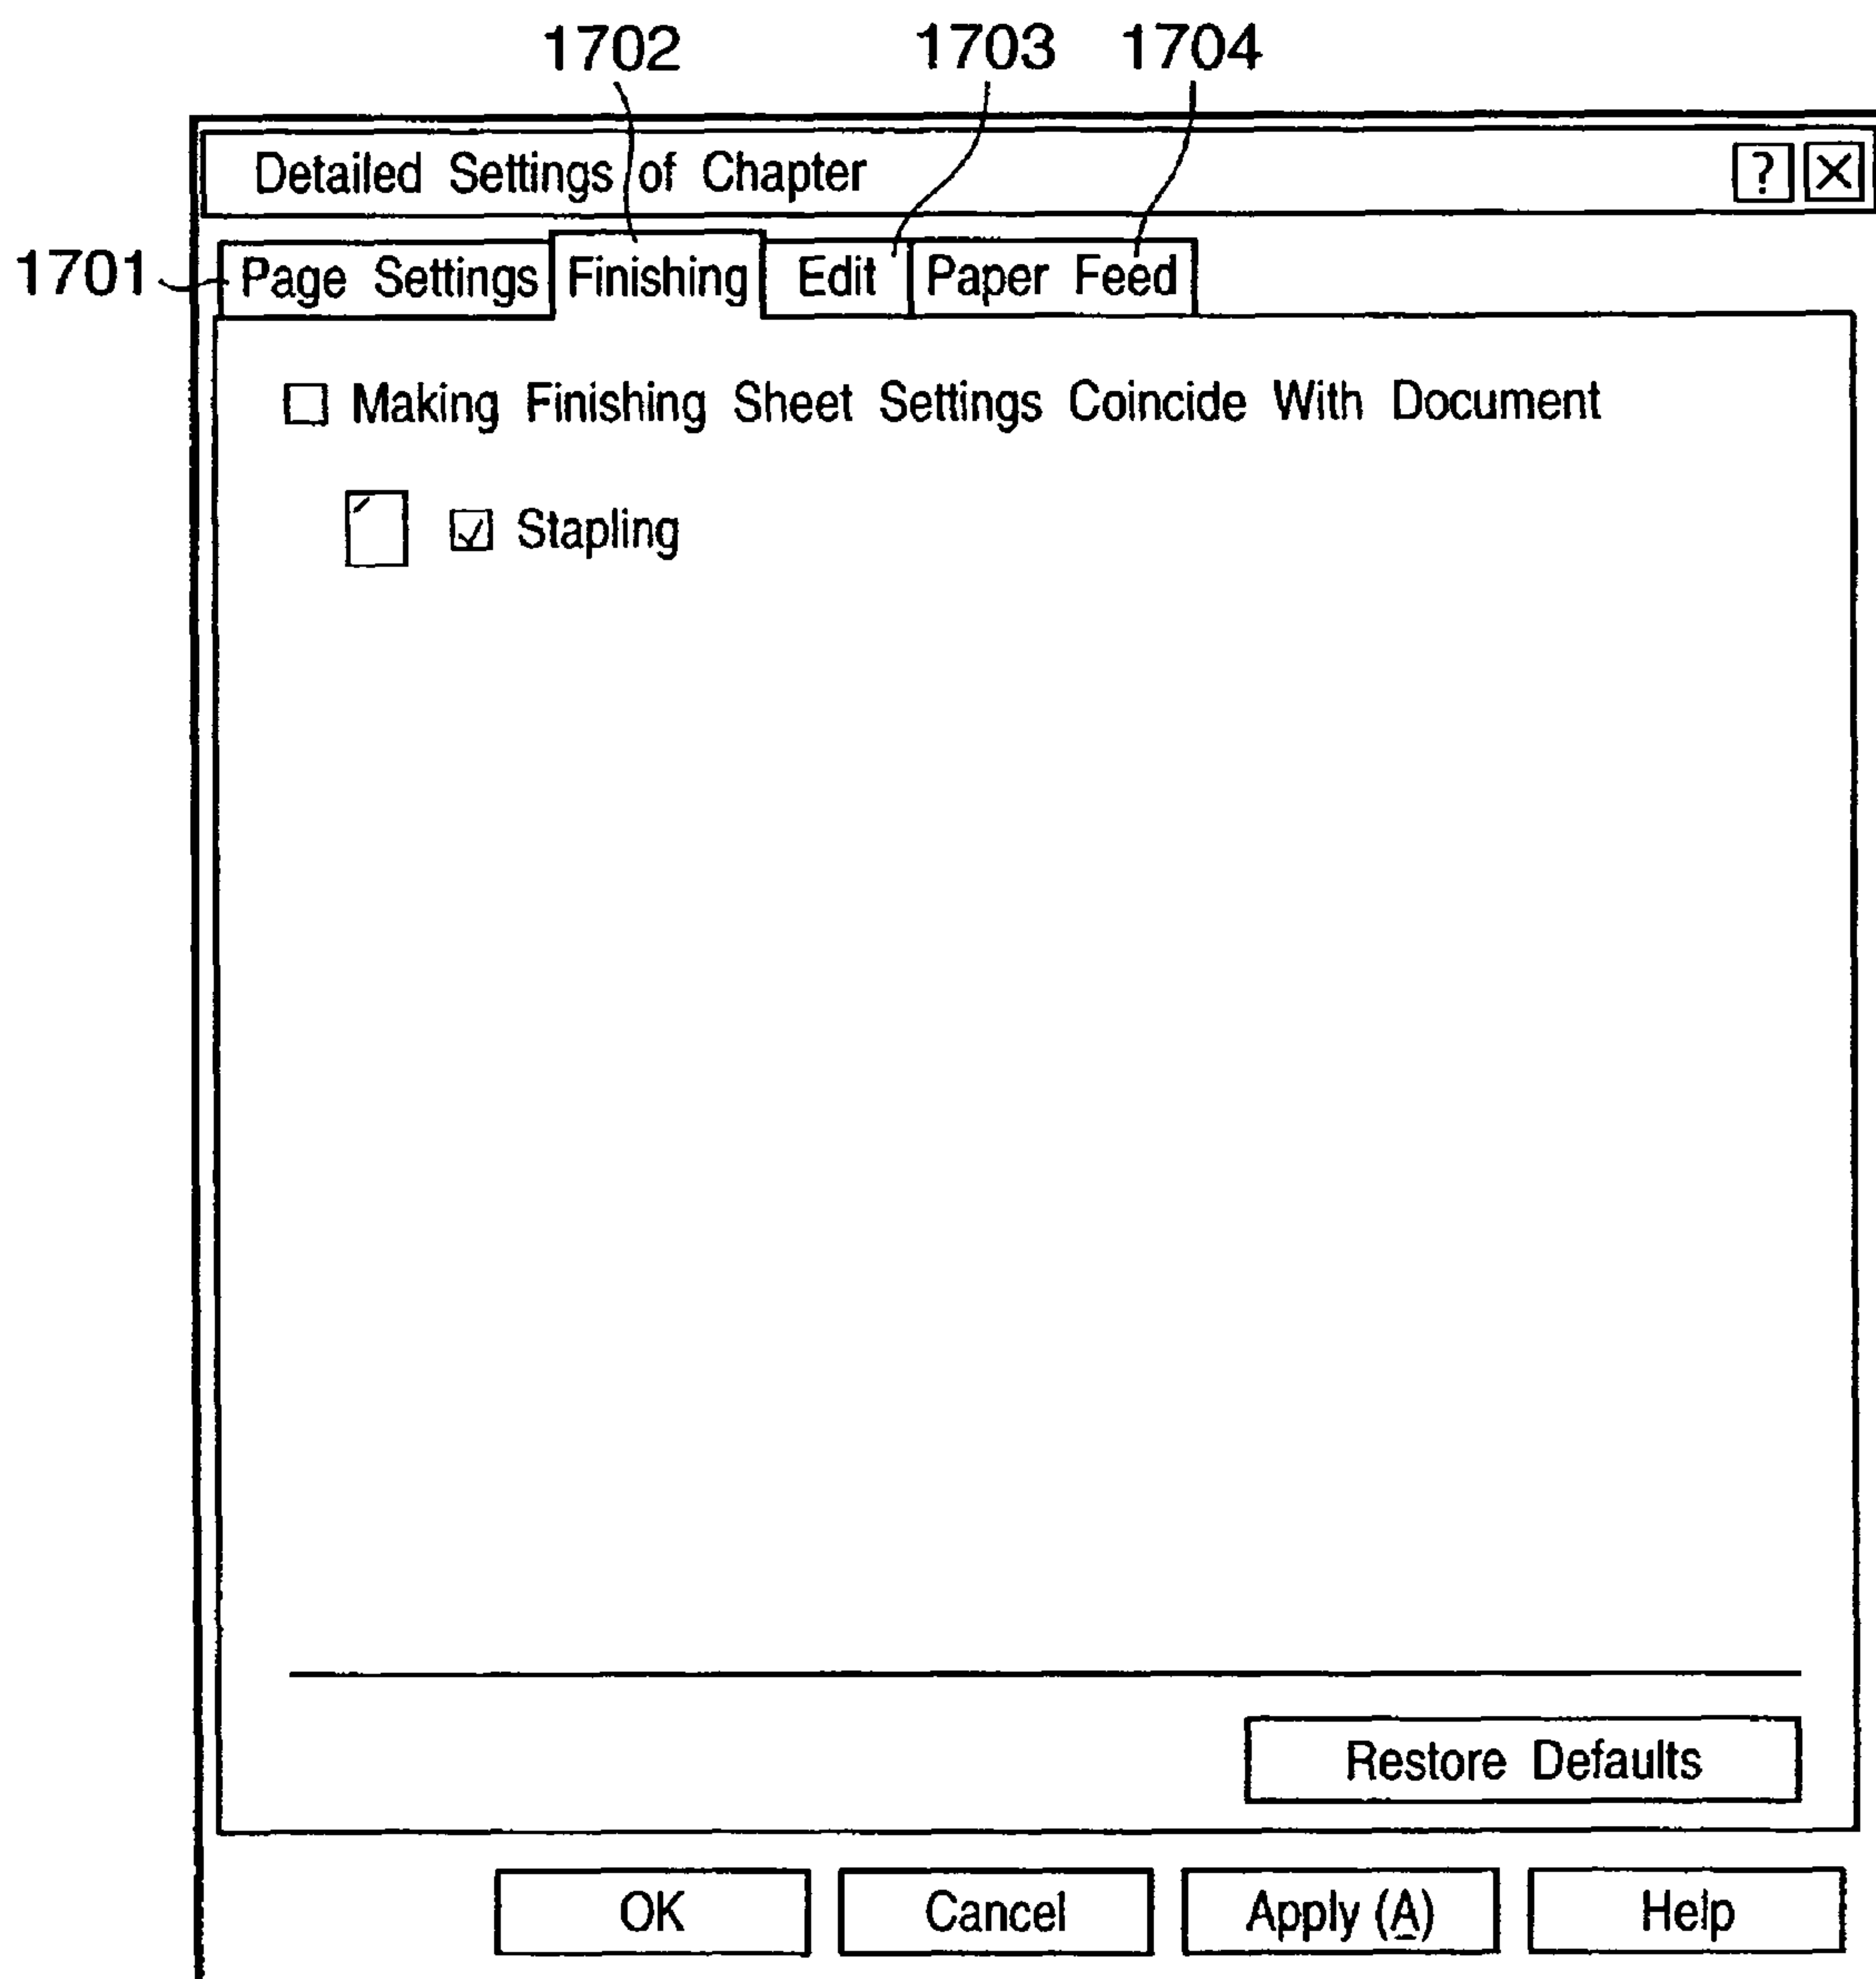 1702 1703 1704
Detailed Settings of Chapter ?
1701 Page Settings Finishing Edit Paper Feed
Making Finishing Sheet Settings Coincide With Document
Stapling
Restore Defaults
OK Cancel Apply (A) Help